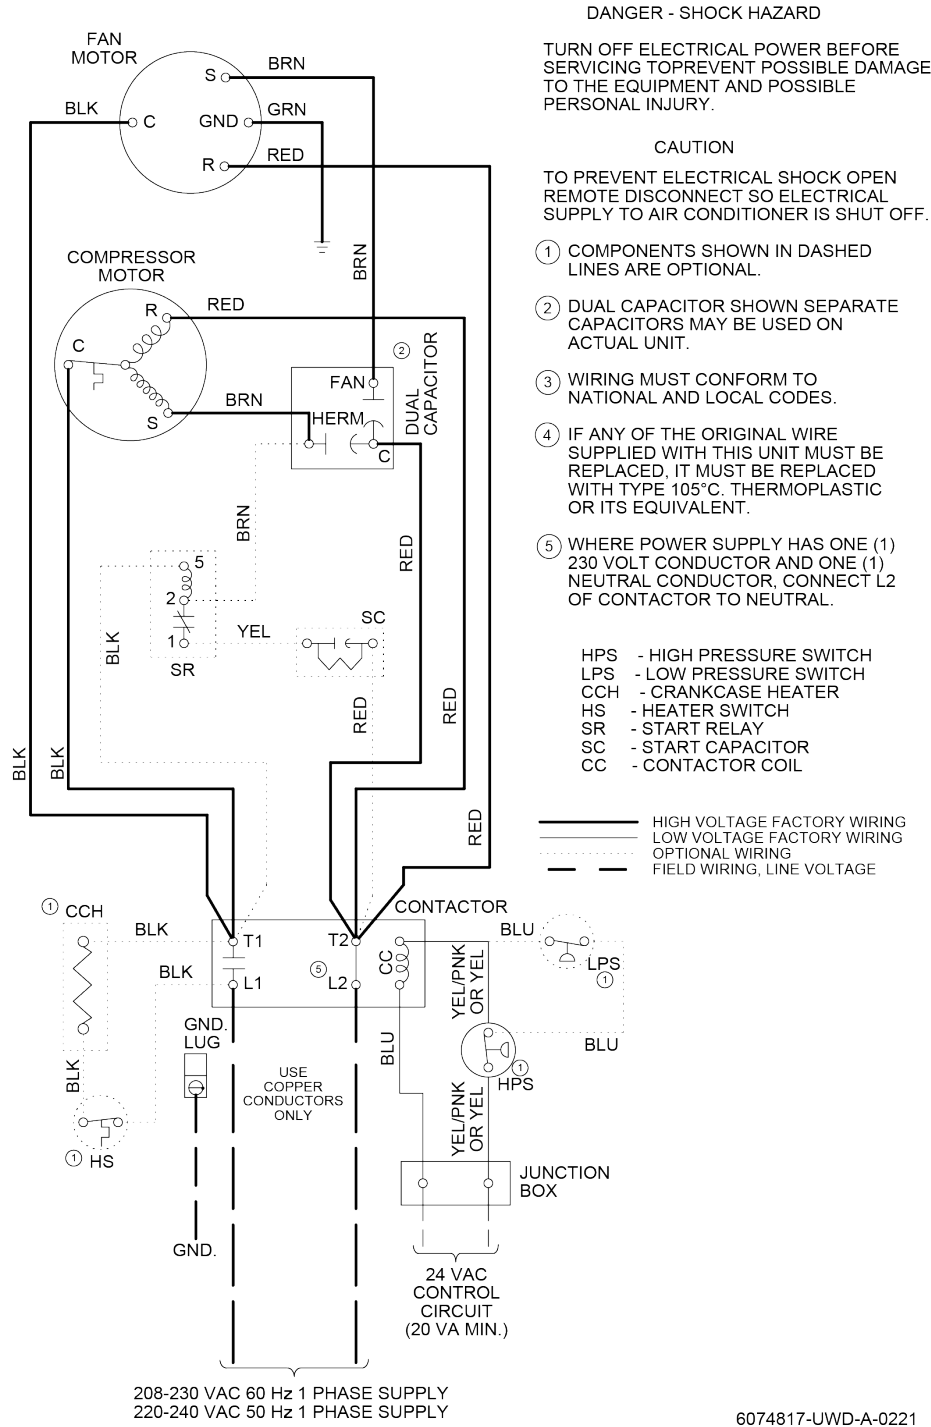 DANGER - SHOCK HAZARD
TURN OFF ELECTRICAL POWER BEFORE
SERVICING TOPREVENT POSSIBLE DAMAGE
TO THE EQUIPMENT AND POSSIBLE
PERSONAL INJURY.
CAUTION
TO PREVENT ELECTRICAL SHOCK OPEN
REMOTE DISCONNECT SO ELECTRICAL
SUPPLY TO AIR CONDITIONER IS SHUT OFF.
1 COMPONENTS SHOWN IN DASHED
LINES ARE OPTIONAL.
2 DUAL CAPACITOR SHOWN SEPARATE
CAPACITORS MAY BE USED ON
ACTUAL UNIT.
3 WIRING MUST CONFORM TO
NATIONAL AND LOCAL CODES.
4 IF ANY OF THE ORIGINAL WIRE
SUPPLIED WITH THIS UNIT MUST BE
REPLACED, IT MUST BE REPLACED
WITH TYPE 105°C. THERMOPLASTIC
OR ITS EQUIVALENT.
5 WHERE POWER SUPPLY HAS ONE (1)
230 VOLT CONDUCTOR AND ONE (1)
NEUTRAL CONDUCTOR, CONNECT L2
OF CONTACTOR TO NEUTRAL.
HPS - HIGH PRESSURE SWITCH
LPS - LOW PRESSURE SWITCH
CCH - CRANKCASE HEATER
HS - HEATER SWITCH
SR - START RELAY
SC - START CAPACITOR
CC - CONTACTOR COIL
HIGH VOLTAGE FACTORY WIRING
LOW VOLTAGE FACTORY WIRING
OPTIONAL WIRING
FIELD WIRING, LINE VOLTAGE
FAN
MOTOR
S
BRN
BLK
C
GND
GRN
R
RED
BRN
COMPRESSOR
MOTOR
R
RED
C
S
BRN
2
DUAL
CAPACITOR
FAN
HERM
C
BRN
RED
5
2
1
SR
YEL
SC
BLK
RED
RED
BLK
BLK
RED
1 CCH
BLK
BLK
BLK
1 HS
CONTACTOR
T1
T2
L1
5 L2
CC
BLU
LPS
1
BLU
YEL/PNK
OR YEL
BLU
1
HPS
YEL/PNK
OR YEL
GND.
LUG
USE
COPPER
CONDUCTORS
ONLY
GND.
JUNCTION
BOX
24 VAC
CONTROL
CIRCUIT
(20 VA MIN.)
208-230 VAC 60 Hz 1 PHASE SUPPLY
220-240 VAC 50 Hz 1 PHASE SUPPLY
6074817-UWD-A-0221